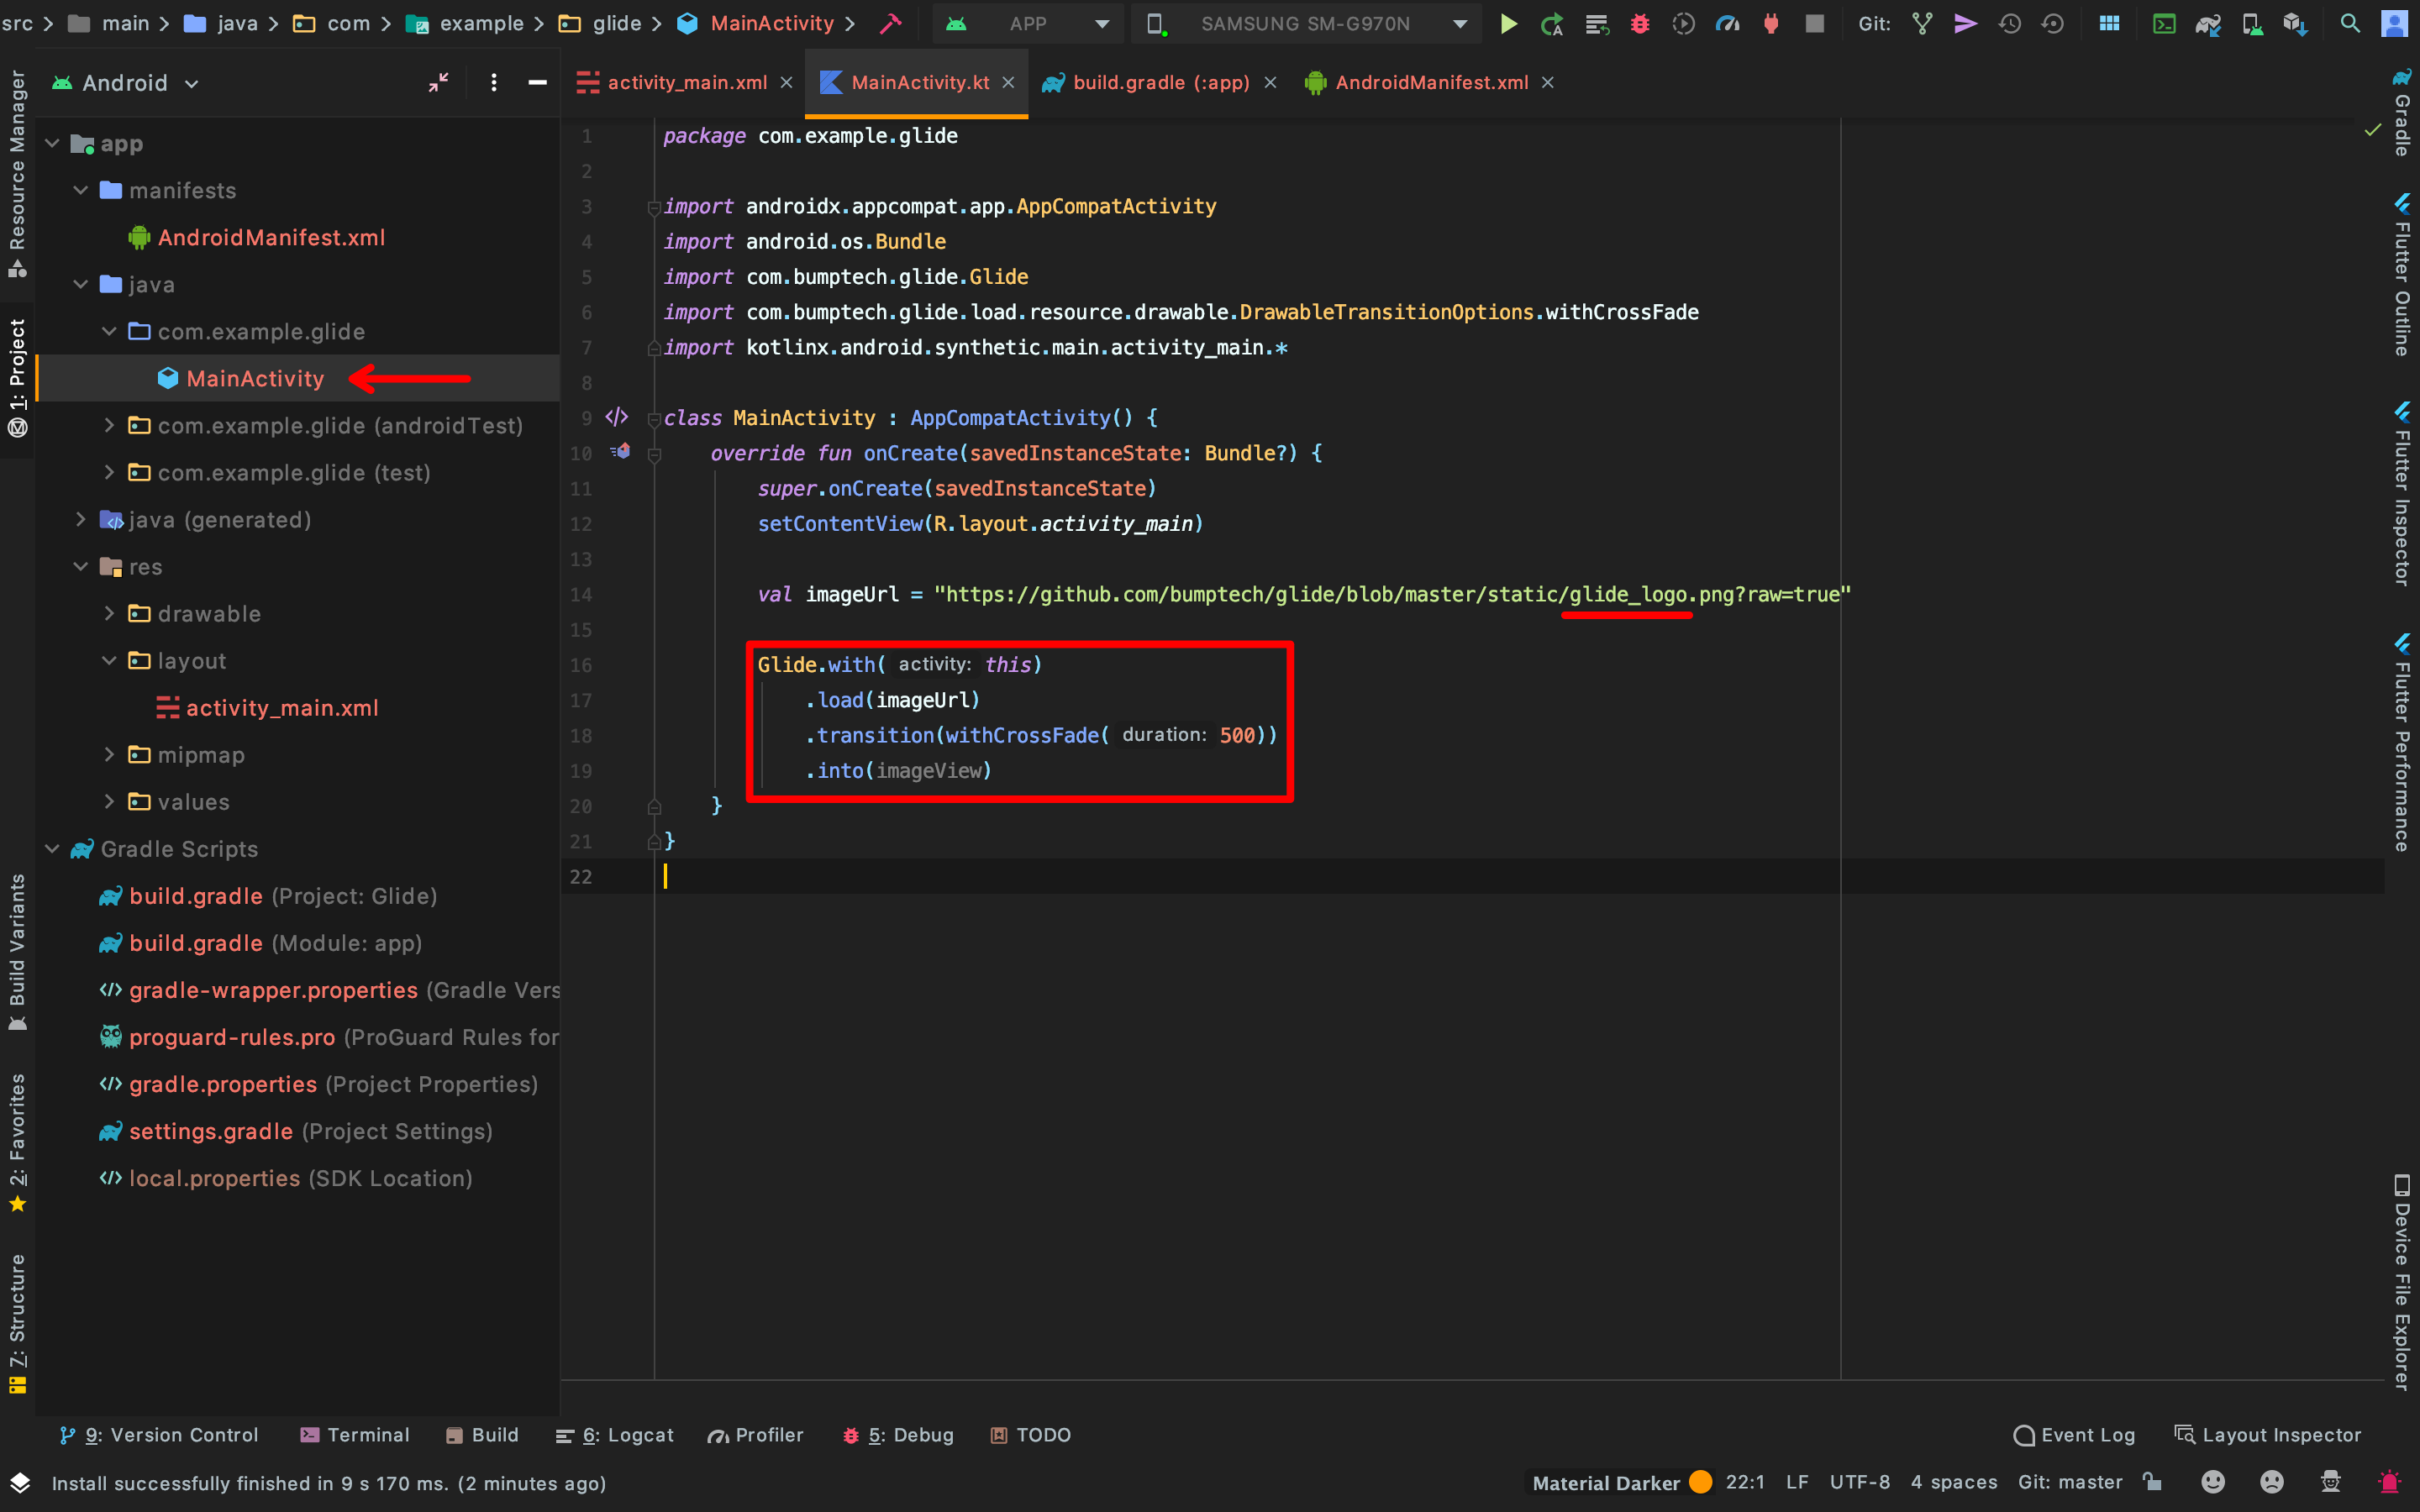 src > main > java > com > example > glide > MainActivity > APP SAMSUNG SM-G970N Git:
Android
activity_main.xml × MainActivity.kt × build.gradle (:app) × AndroidManifest.xml ×
Resource Manager
1: Project
Build Variants
2: Favorites
7: Structure
app
manifests
AndroidManifest.xml
java
com.example.glide
MainActivity
com.example.glide (androidTest)
com.example.glide (test)
java (generated)
res
drawable
layout
activity_main.xml
mipmap
values
Gradle Scripts
build.gradle (Project: Glide)
build.gradle (Module: app)
gradle-wrapper.properties (Gradle Vers
proguard-rules.pro (ProGuard Rules for
gradle.properties (Project Properties)
settings.gradle (Project Settings)
local.properties (SDK Location)
1 package com.example.glide
2
3 import androidx.appcompat.app.AppCompatActivity
4 import android.os.Bundle
5 import com.bumptech.glide.Glide
6 import com.bumptech.glide.load.resource.drawable.DrawableTransitionOptions.withCrossFade
7 import kotlinx.android.synthetic.main.activity_main.*
8
9 class MainActivity : AppCompatActivity() {
10 override fun onCreate(savedInstanceState: Bundle?) {
11 super.onCreate(savedInstanceState)
12 setContentView(R.layout.activity_main)
13
14 val imageUrl = "https://github.com/bumptech/glide/blob/master/static/glide_logo.png?raw=true"
15
16 Glide.with( activity: this)
17 .load(imageUrl)
18 .transition(withCrossFade( duration: 500))
19 .into(imageView)
20 }
21 }
22
Gradle
Flutter Outline
Flutter Inspector
Flutter Performance
Device File Explorer
9: Version Control Terminal Build 6: Logcat Profiler 5: Debug TODO Event Log Layout Inspector
Install successfully finished in 9 s 170 ms. (2 minutes ago) Material Darker 22:1 LF UTF-8 4 spaces Git: master